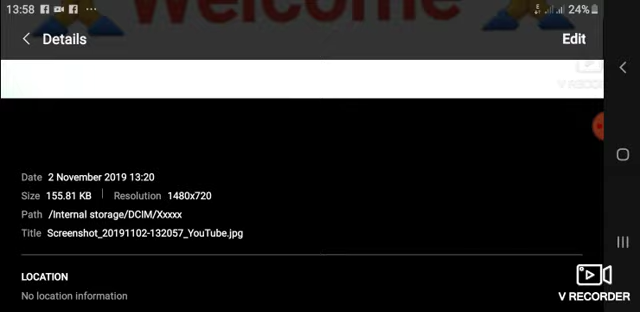 Welcome
13:58 24%
Details Edit
V RECORDER
Date 2 November 2019 13:20
Size 155.81 KB Resolution 1480x720
Path /Internal storage/DCIM/Xxxxx
Title Screenshot_20191102-132057_YouTube.jpg
LOCATION
No location information
V RECORDER